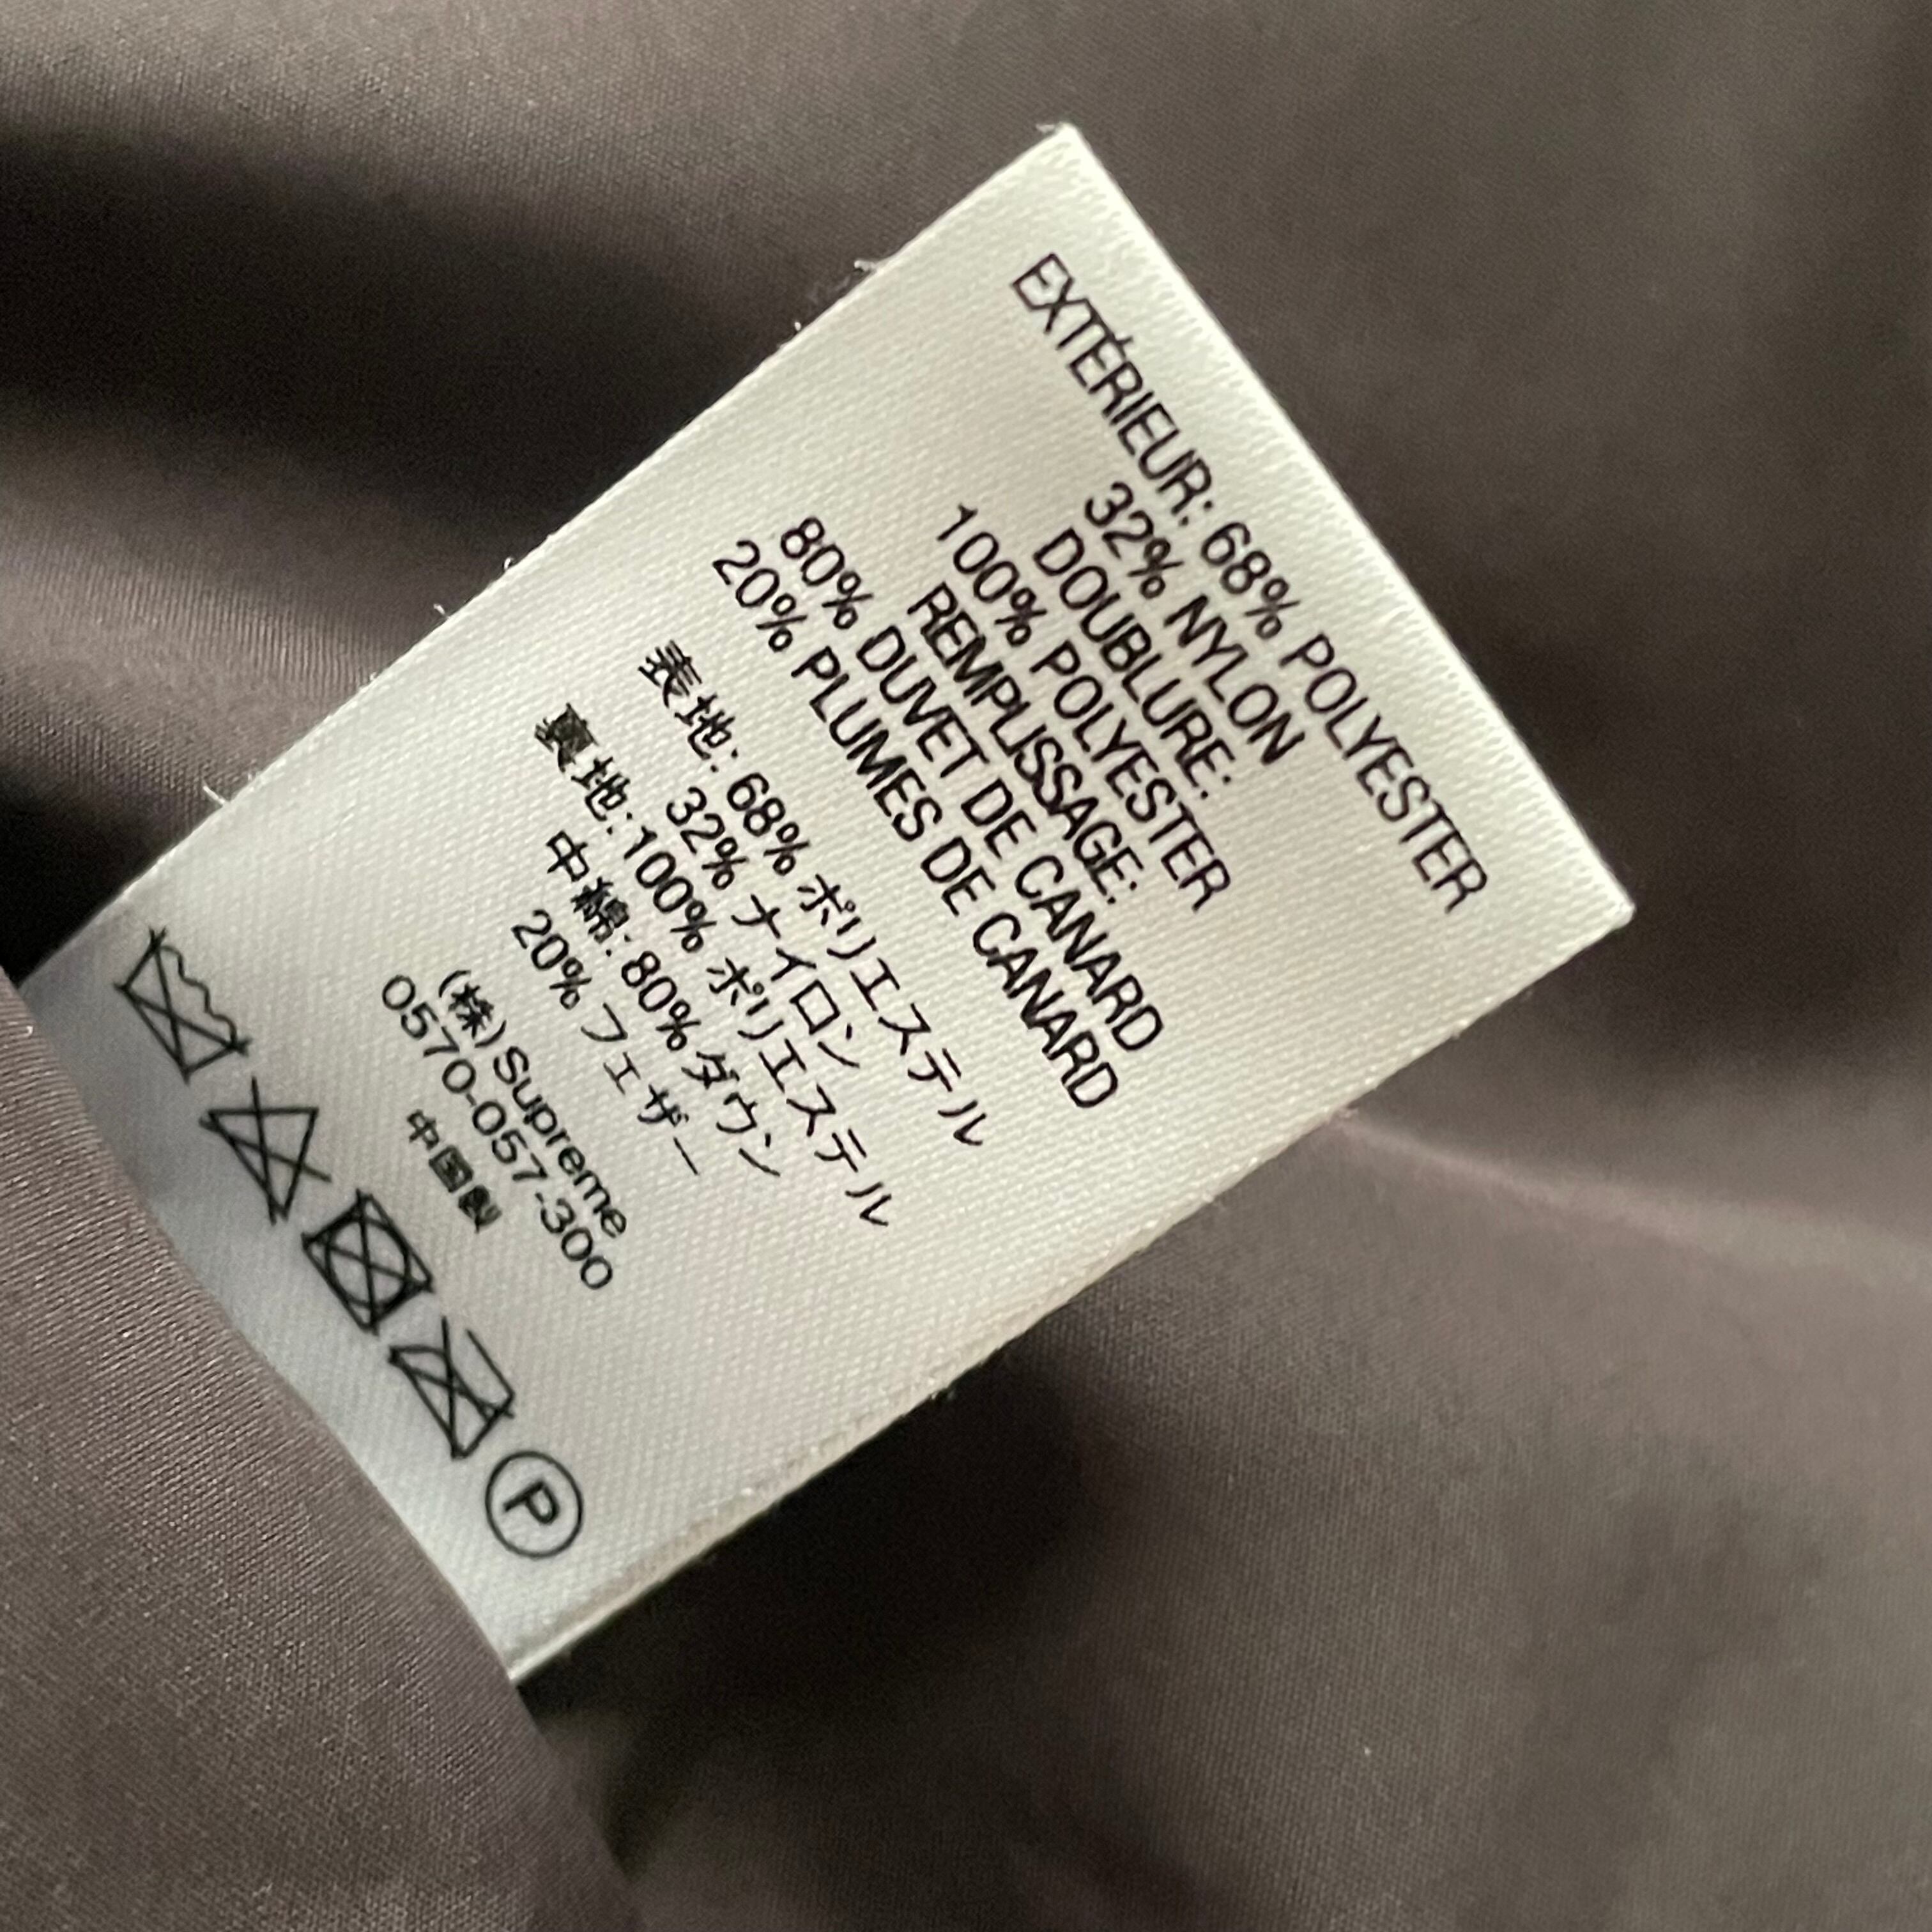 EXTÉRIEUR: 68% POLYESTER
32% NYLON
DOUBLURE:
100% POLYESTER
REMPLISSAGE:
80% DUVET DE CANARD
20% PLUMES DE CANARD
表地: 68% ポリエステル
32% ナイロン
裏地: 100% ポリエステル
中綿: 80% ダウン
20% フェザー
(株) Supreme
0570-057-300
中国製
P